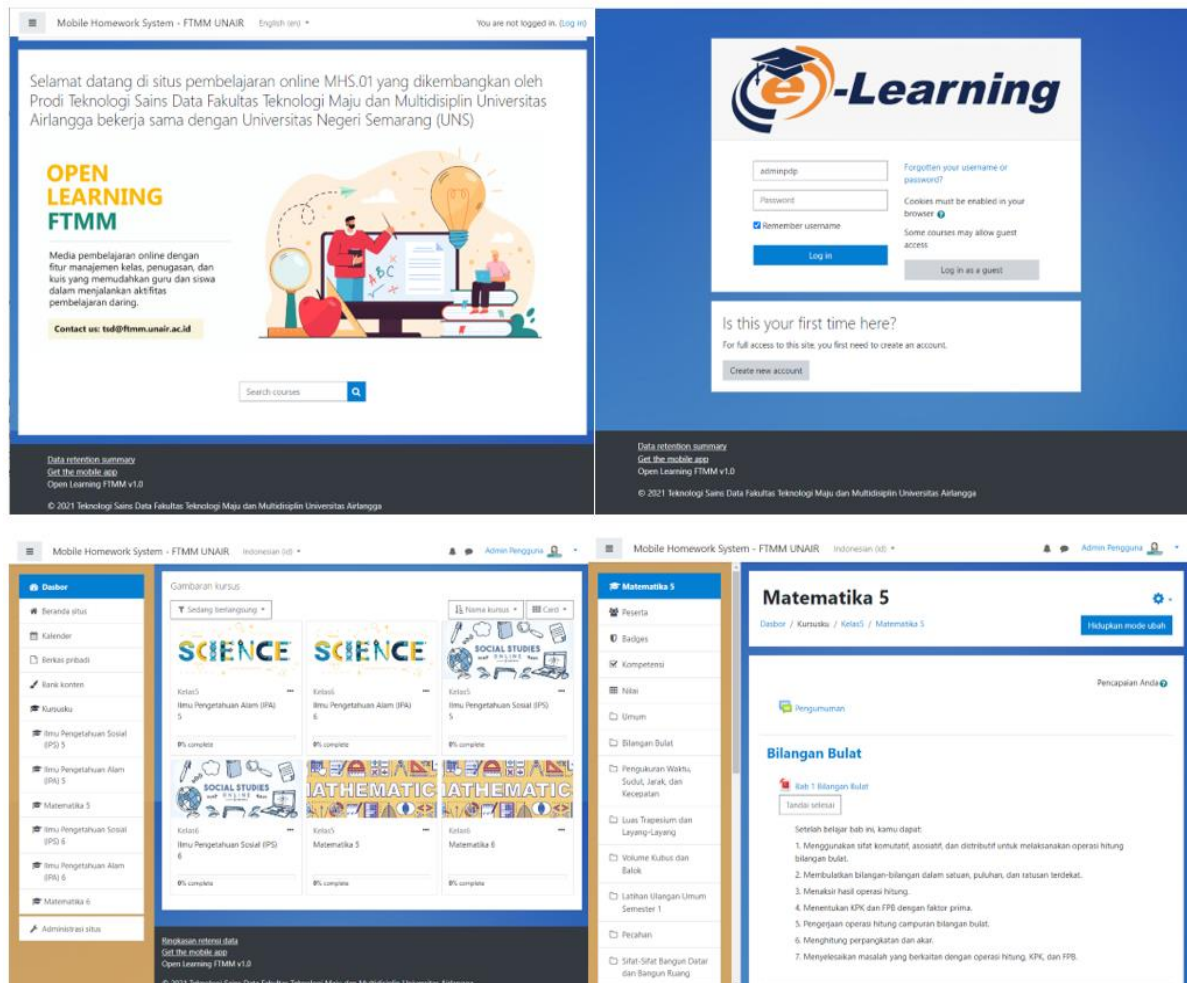 Mobile Homework System - FTMM UNAIR
English (en)
You are not logged in. (Log in)
Selamat datang di situs pembelajaran online MHS.01 yang dikembangkan oleh
Prodi Teknologi Sains Data Fakultas Teknologi Maju dan Multidisiplin Universitas
Airlangga bekerja sama dengan Universitas Negeri Semarang (UNS)
OPEN
LEARNING
FTMM
Media pembelajaran online dengan
fitur manajemen kelas, penugasan, dan
kuis yang memudahkan guru dan siswa
dalam menjalankan aktifitas
pembelajaran daring.
Contact us: tsd@ftmm.unair.ac.id
ABC
Search courses
Data retention summary
Get the mobile app
Open Learning FTMM v1.0
© 2021 Teknologi Sains Data Fakultas Teknologi Maju dan Multidisiplin Universitas Airlangga
e-Learning
adminpdp
Password
Remember username
Log in
Forgotten your username or
password?
Cookies must be enabled in your
browser
Some courses may allow guest
access
Log in as a guest
Is this your first time here?
For full access to this site, you first need to create an account.
Create new account
Data retention summary
Get the mobile app
Open Learning FTMM v1.0
© 2021 Teknologi Sains Data Fakultas Teknologi Maju dan Multidisiplin Universitas Airlangga
Mobile Homework System - FTMM UNAIR
Indonesian (id)
Admin Pengguna
Dasbor
Beranda situs
Kalender
Berkas pribadi
Bank konten
Kursusku
Ilmu Pengetahuan Sosial
(IPS) 5
Ilmu Pengetahuan Alam
(IPA) 5
Matematika 5
Ilmu Pengetahuan Sosial
(IPS) 6
Ilmu Pengetahuan Alam
(IPA) 6
Matematika 6
Administrasi situs
Gambaran kursus
Sedang berlangsung
Nama kursus
Card
SCIENCE
Kelas5
Ilmu Pengetahuan Alam (IPA)
5
0% complete
SCIENCE
Kelas6
Ilmu Pengetahuan Alam (IPA)
6
0% complete
SOCIAL STUDIES
ONLINE
Kelas5
Ilmu Pengetahuan Sosial (IPS)
5
0% complete
SOCIAL STUDIES
ONLINE
Kelas6
Ilmu Pengetahuan Sosial (IPS)
6
0% complete
MATHEMATIC
Kelas5
Matematika 5
0% complete
MATHEMATIC
Kelas6
Matematika 6
0% complete
Ringkasan retensi data
Get the mobile app
Open Learning FTMM v1.0
© 2021 Teknologi Sains Data Fakultas Teknologi Maju dan Multidisiplin Universitas Airlangga
Mobile Homework System - FTMM UNAIR
Indonesian (id)
Admin Pengguna
Matematika 5
Peserta
Badges
Kompetensi
Nilai
Umum
Bilangan Bulat
Pengukuran Waktu,
Sudut, Jarak, dan
Kecepatan
Luas Trapesium dan
Layang-Layang
Volume Kubus dan
Balok
Latihan Ulangan Umum
Semester 1
Pecahan
Sifat-Sifat Bangun Datar
dan Bangun Ruang
Matematika 5
Dasbor / Kursusku / Kelas5 / Matematika 5
Hidupkan mode ubah
Pencapaian Anda
Pengumuman
Bilangan Bulat
Bab 1 Bilangan Bulat
Tandai selesai
Setelah belajar bab ini, kamu dapat:
1. Menggunakan sifat komutatif, asosiatif, dan distributif untuk melaksanakan operasi hitung
bilangan bulat.
2. Membulatkan bilangan-bilangan dalam satuan, puluhan, dan ratusan terdekat.
3. Menaksir hasil operasi hitung.
4. Menentukan KPK dan FPB dengan faktor prima.
5. Pengerjaan operasi hitung campuran bilangan bulat.
6. Menghitung perpangkatan dan akar.
7. Menyelesaikan masalah yang berkaitan dengan operasi hitung, KPK, dan FPB.